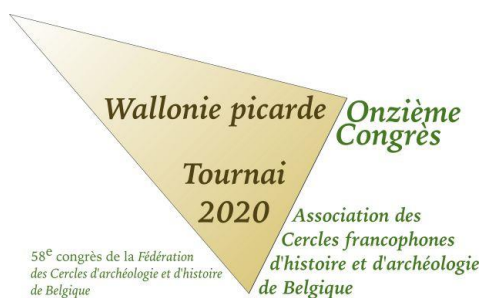 Wallonie picarde
Tournai
2020
Onzième
Congrès
Association des
Cercles francophones
d'histoire et d'archéologie
de Belgique
58e congrès de la Fédération
des Cercles d'archéologie et d'histoire
de Belgique